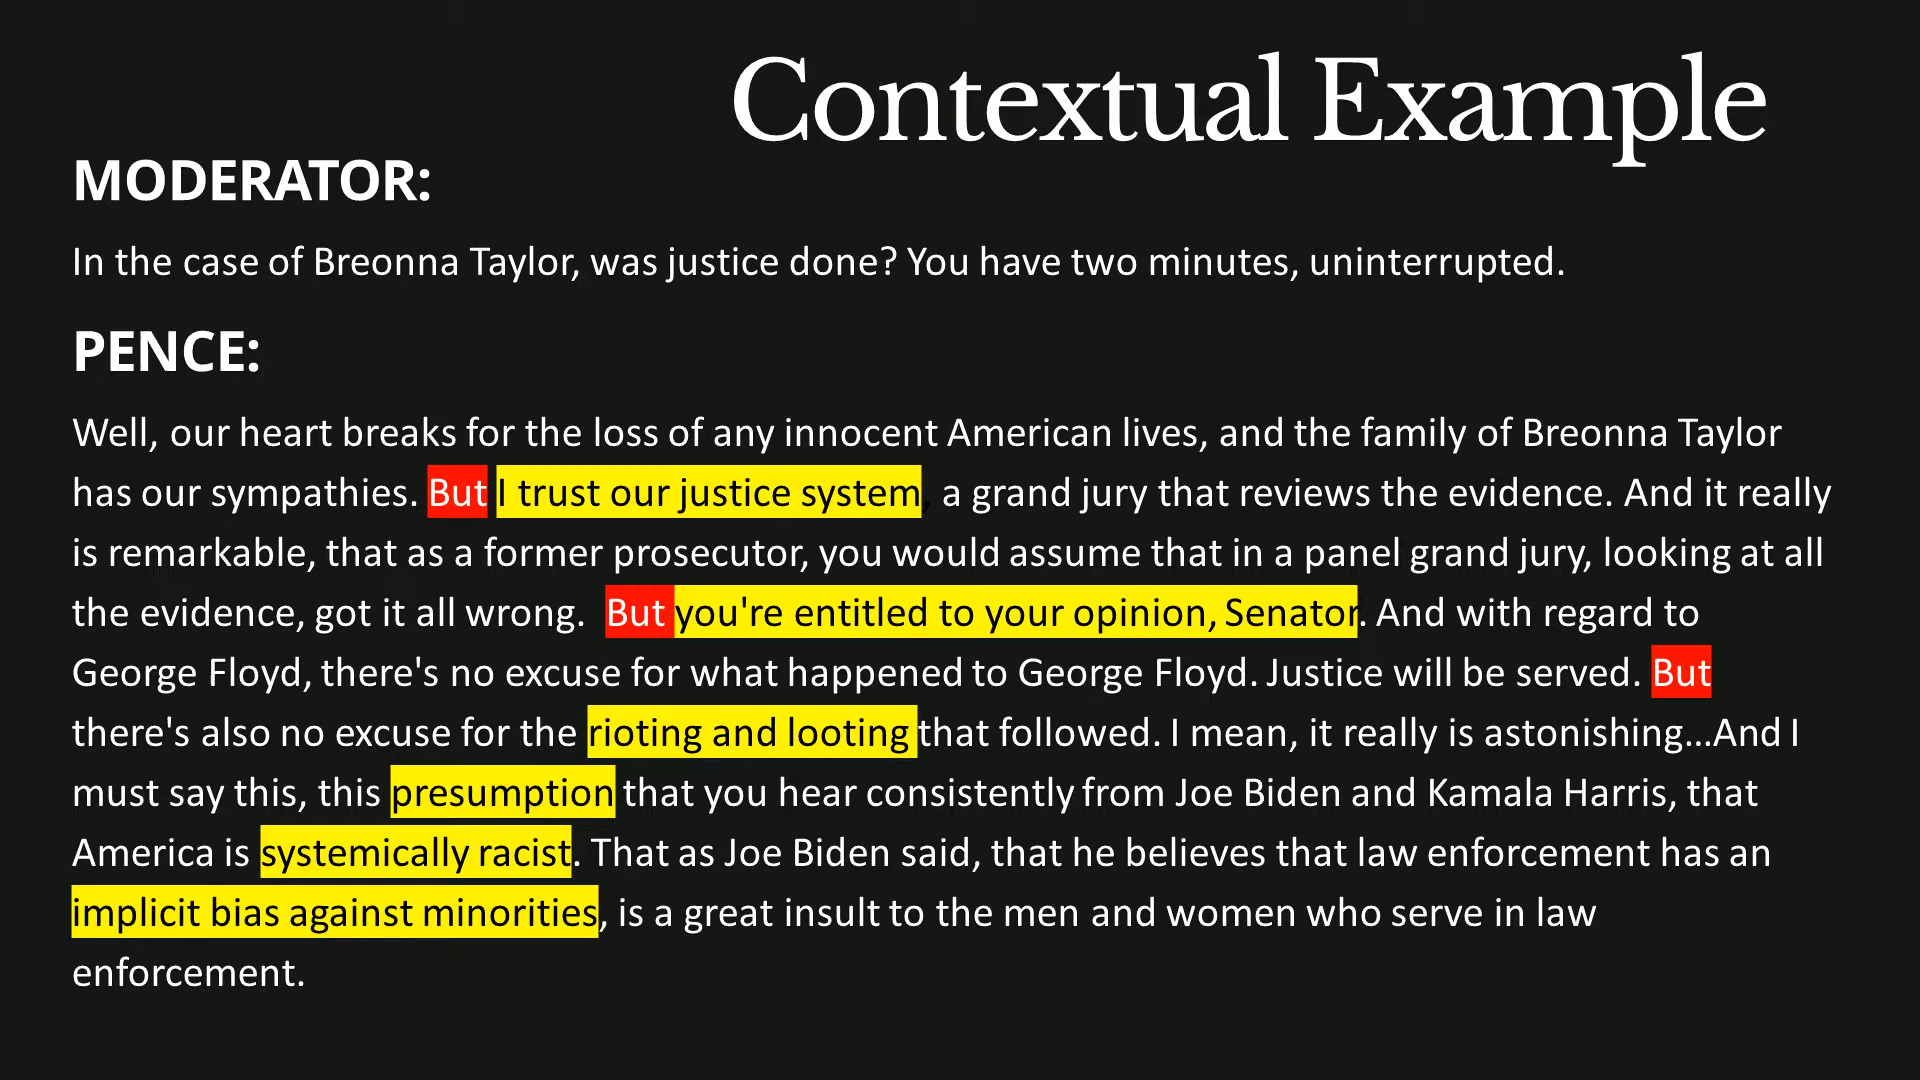 Contextual Example
MODERATOR:
In the case of Breonna Taylor, was justice done? You have two minutes, uninterrupted.
PENCE:
Well, our heart breaks for the loss of any innocent American lives, and the family of Breonna Taylor
has our sympathies. But I trust our justice system, a grand jury that reviews the evidence. And it really
is remarkable, that as a former prosecutor, you would assume that in a panel grand jury, looking at all
the evidence, got it all wrong. But you're entitled to your opinion, Senator. And with regard to
George Floyd, there's no excuse for what happened to George Floyd. Justice will be served. But
there's also no excuse for the rioting and looting that followed. I mean, it really is astonishing...And I
must say this, this presumption that you hear consistently from Joe Biden and Kamala Harris, that
America is systemically racist. That as Joe Biden said, that he believes that law enforcement has an
implicit bias against minorities, is a great insult to the men and women who serve in law
enforcement.